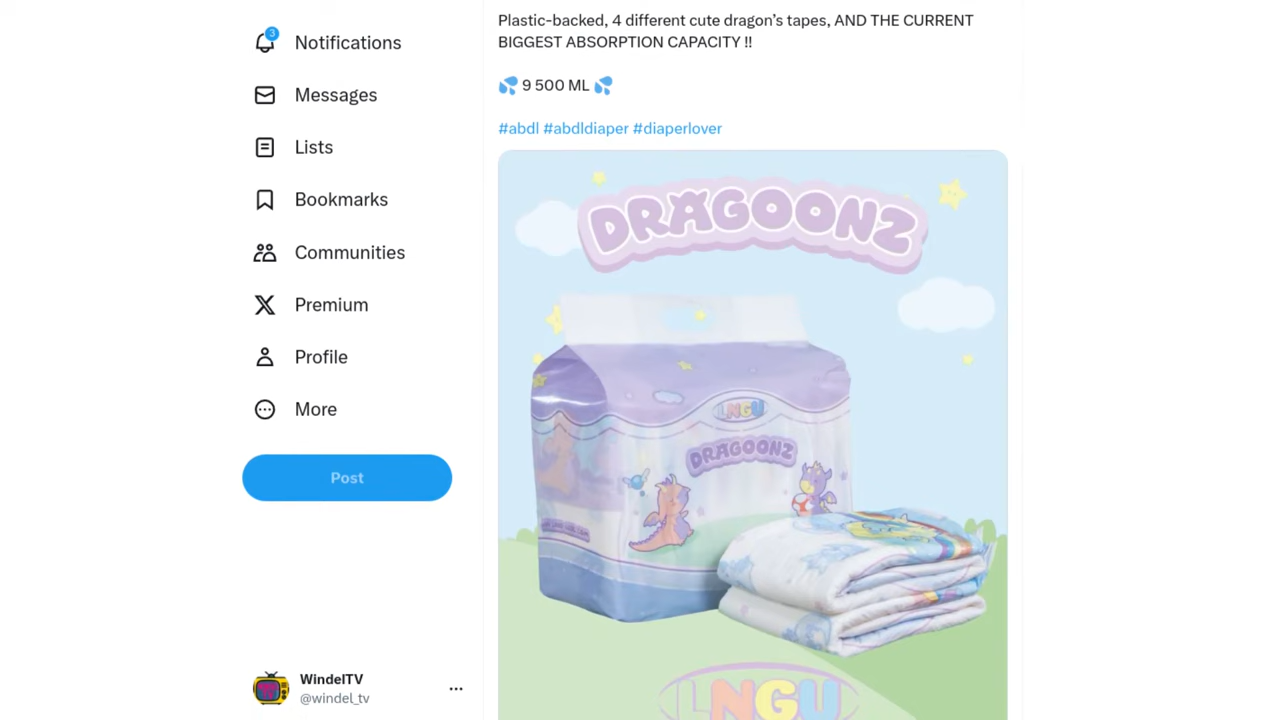 Notifications
3
Messages
Lists
Bookmarks
Communities
Premium
Profile
More
Post
WindelTV
@windel_tv
Plastic-backed, 4 different cute dragon’s tapes, AND THE CURRENT
BIGGEST ABSORPTION CAPACITY !!
💦 9 500 ML 💦
#abdl #abdldiaper #diaperlover
DRAGOONZ
LNGU
DRAGOONZ
LNGU